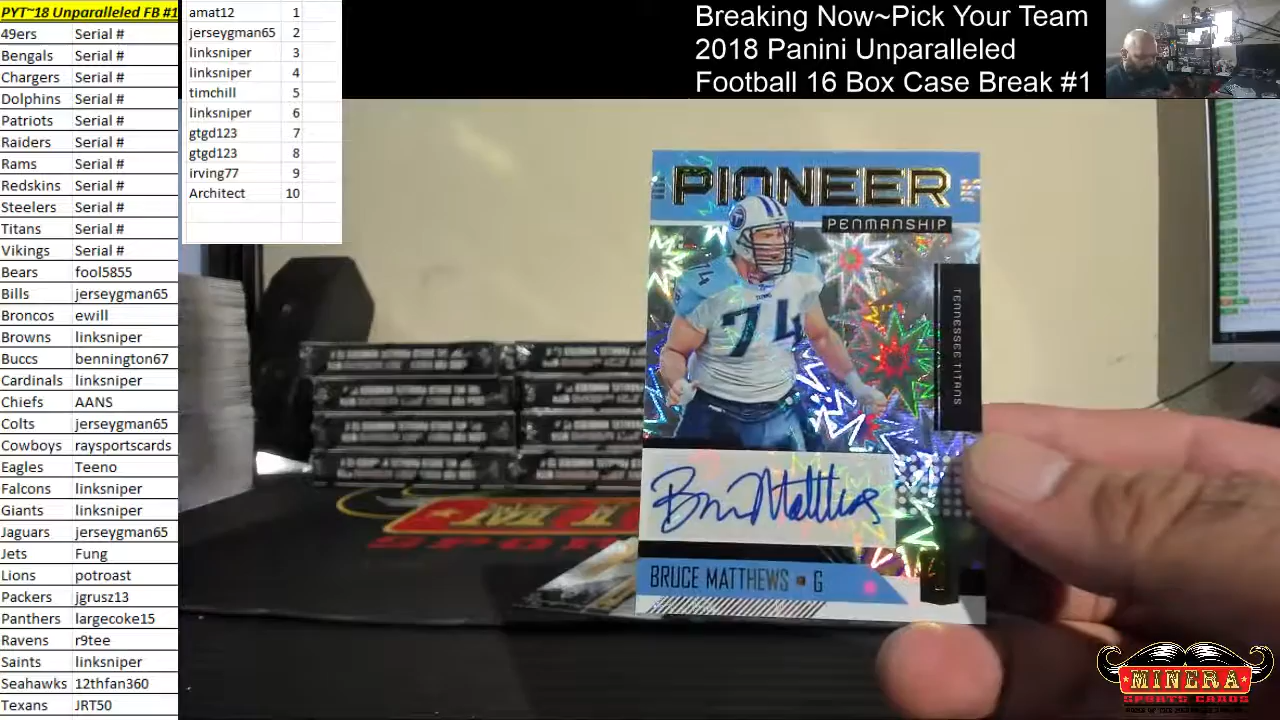 PYT~18 Unparalleled FB #1
49ers Serial #
Bengals Serial #
Chargers Serial #
Dolphins Serial #
Patriots Serial #
Raiders Serial #
Rams Serial #
Redskins Serial #
Steelers Serial #
Titans Serial #
Vikings Serial #
Bears fool5855
Bills jerseygman65
Broncos ewill
Browns linksniper
Buccs bennington67
Cardinals linksniper
Chiefs AANS
Colts jerseygman65
Cowboys raysportscards
Eagles Teeno
Falcons linksniper
Giants linksniper
Jaguars jerseygman65
Jets Fung
Lions potroast
Packers jgrusz13
Panthers largecoke15
Ravens r9tee
Saints linksniper
Seahawks 12thfan360
Texans JRT50
amat12 1
jerseygman65 2
linksniper 3
linksniper 4
timchill 5
linksniper 6
gtgd123 7
gtgd123 8
irving77 9
Architect 10
Breaking Now~Pick Your Team
2018 Panini Unparalleled
Football 16 Box Case Break #1
PIONEER
PENMANSHIP
74
74
TENNESSEE TITANS
Bruce Matthews
BRUCE MATTHEWS G
MINERA
SPORTS CARDS